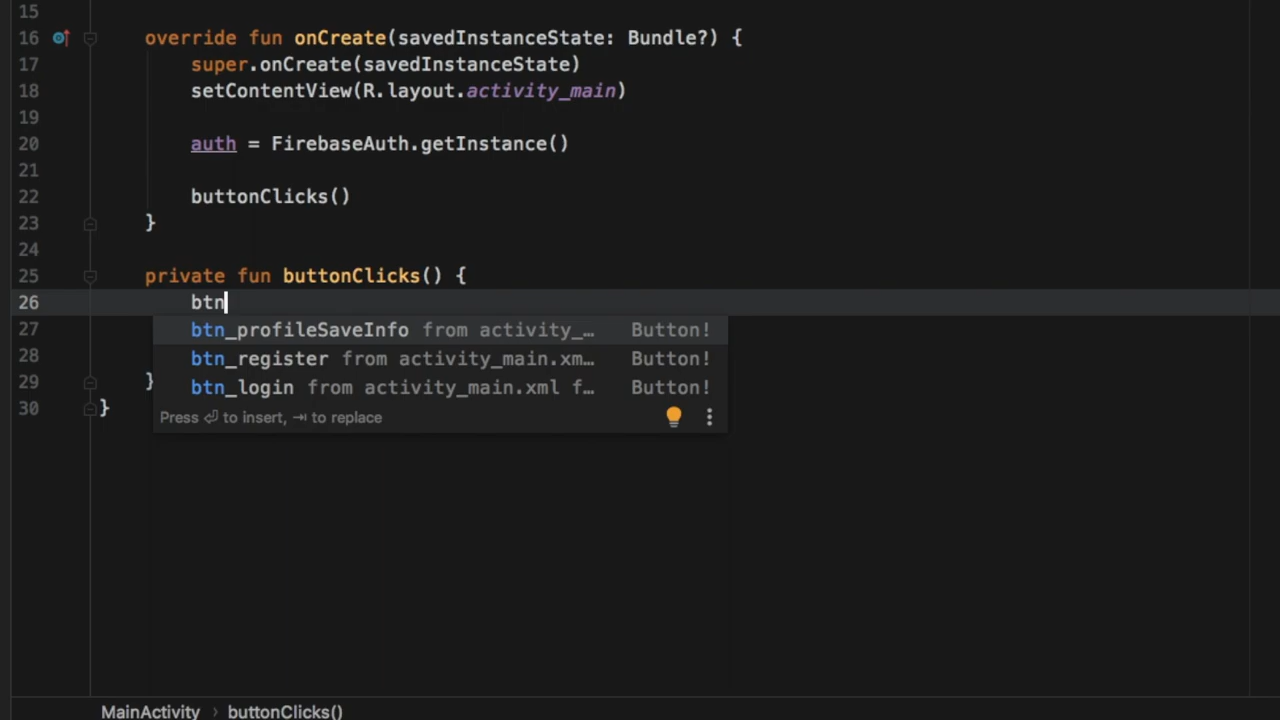 15
16 override fun onCreate(savedInstanceState: Bundle?) {
17 super.onCreate(savedInstanceState)
18 setContentView(R.layout.activity_main)
19
20 auth = FirebaseAuth.getInstance()
21
22 buttonClicks()
23 }
24
25 private fun buttonClicks() {
26 btn
27 btn_profileSaveInfo from activity_… Button!
28 btn_register from activity_main.xm… Button!
29 } btn_login from activity_main.xml f… Button!
30 }
Press ⏎ to insert, ⇥ to replace
MainActivity › buttonClicks()